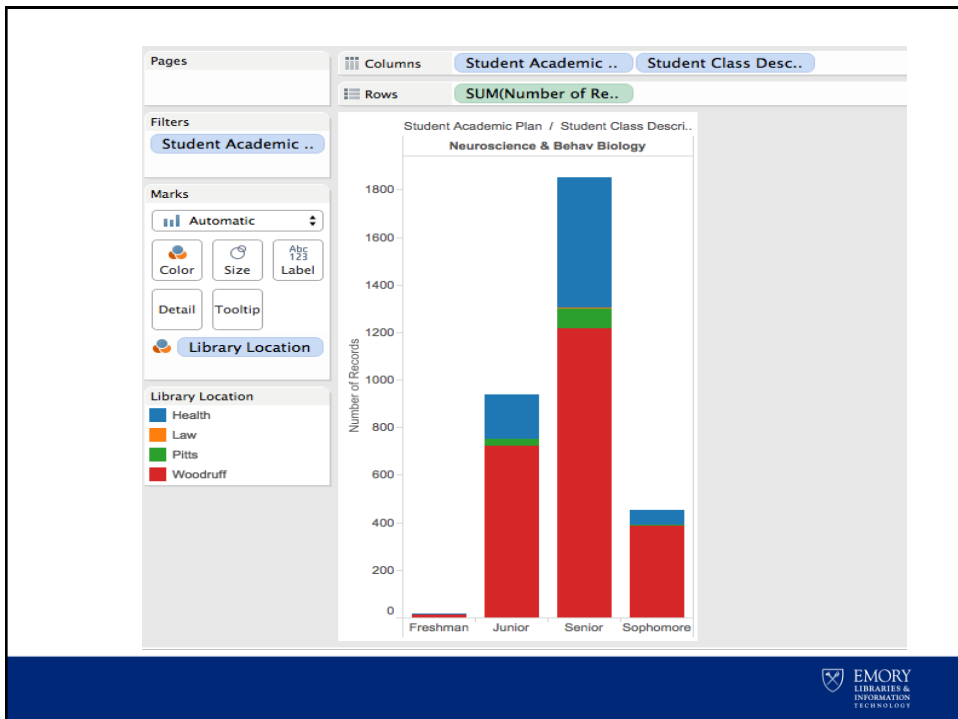 Pages
Columns Student Academic .. Student Class Desc..
Rows SUM(Number of Re..
Filters
Student Academic ..
Marks
Automatic
Color Size Abc 123 Label
Detail Tooltip
Library Location
Library Location
Health
Law
Pitts
Woodruff
Student Academic Plan / Student Class Descri..
Neuroscience & Behav Biology
Number of Records
1800
1600
1400
1200
1000
800
600
400
200
0
Freshman Junior Senior Sophomore
EMORY
LIBRARIES &
INFORMATION
TECHNOLOGY